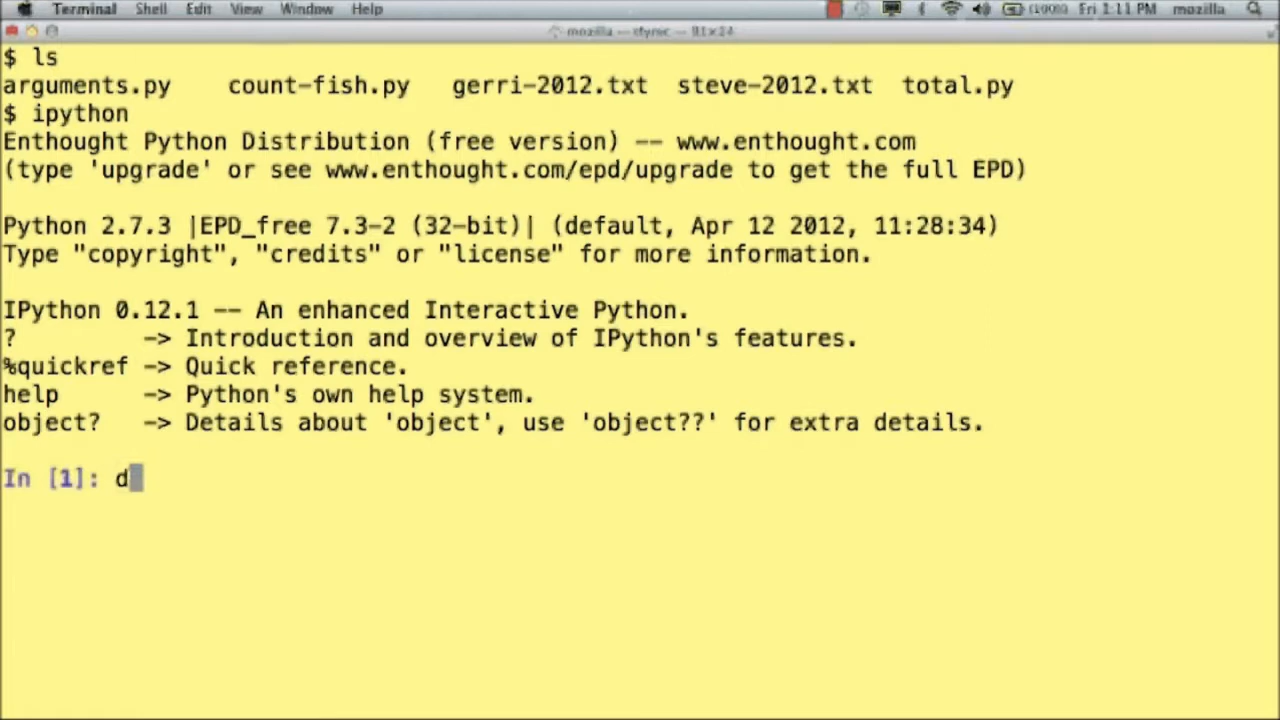 Terminal Shell Edit View Window Help (100%) Fri 1:11 PM mozilla
$ ls
arguments.py count-fish.py gerri-2012.txt steve-2012.txt total.py
$ ipython
Enthought Python Distribution (free version) -- www.enthought.com
(type 'upgrade' or see www.enthought.com/epd/upgrade to get the full EPD)
Python 2.7.3 |EPD_free 7.3-2 (32-bit)| (default, Apr 12 2012, 11:28:34)
Type "copyright", "credits" or "license" for more information.
IPython 0.12.1 -- An enhanced Interactive Python.
? -> Introduction and overview of IPython's features.
%quickref -> Quick reference.
help -> Python's own help system.
object? -> Details about 'object', use 'object??' for extra details.
In [1]: d